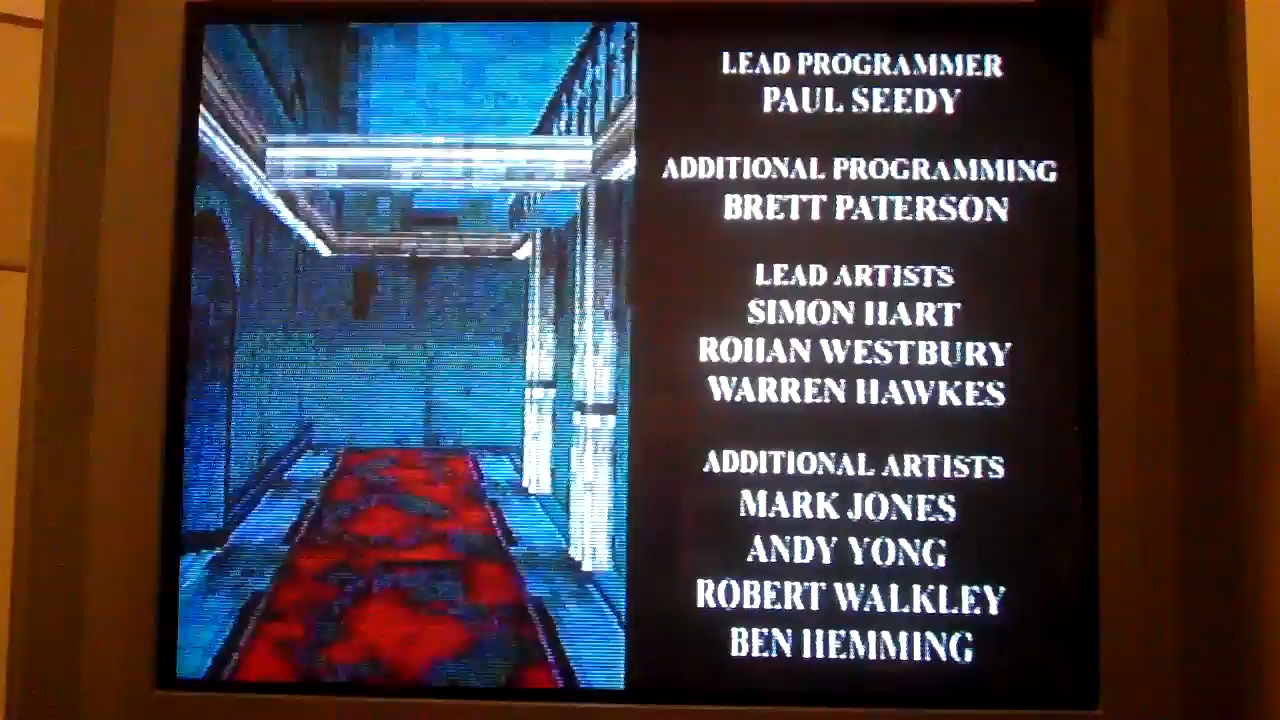 LEAD PROGRAMMER
PAUL SEEDY
ADDITIONAL PROGRAMMING
BRETT PATERSON
LEAD ARTISTS
SIMON HART
ROHAN WESTBURY
WARREN HAWKES
ADDITIONAL ARTISTS
MARK JONES
ANDY YONG
ROBERT WALKLEY
BEN HEMMING